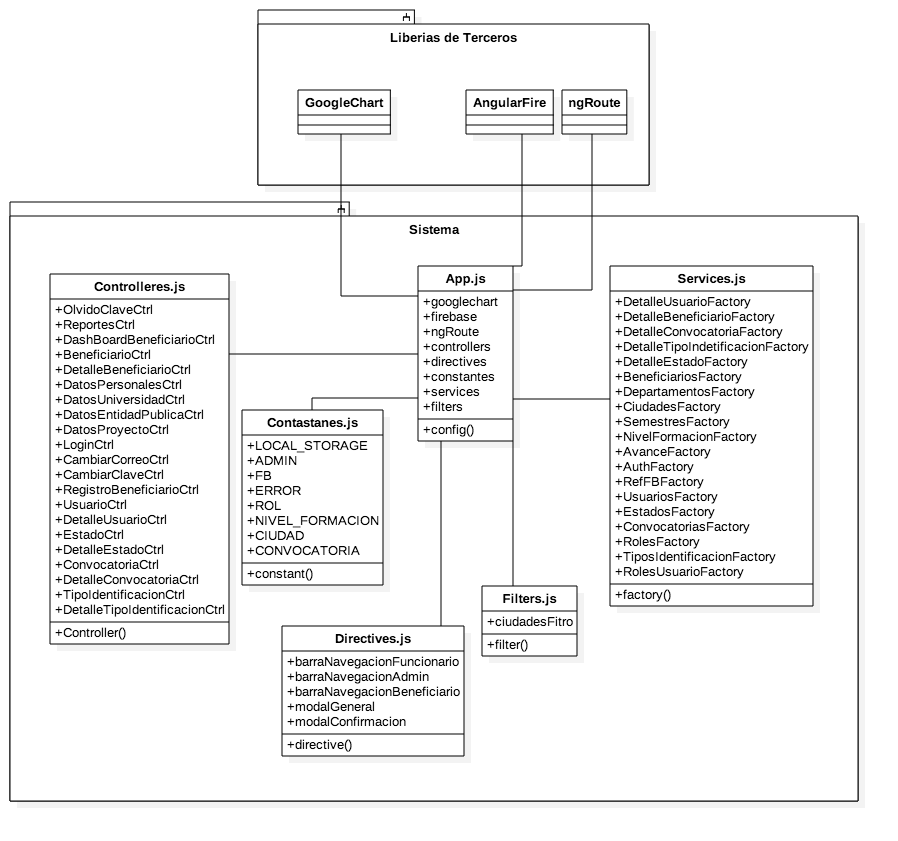 Liberias de Terceros
GoogleChart
AngularFire
ngRoute
Sistema
Controlleres.js
+OlvidoClaveCtrl
+ReportesCtrl
+DashBoardBeneficiarioCtrl
+BeneficiarioCtrl
+DetalleBeneficiarioCtrl
+DatosPersonalesCtrl
+DatosUniversidadCtrl
+DatosEntidadPublicaCtrl
+DatosProyectoCtrl
+LoginCtrl
+CambiarCorreoCtrl
+CambiarClaveCtrl
+RegistroBeneficiarioCtrl
+UsuarioCtrl
+DetalleUsuarioCtrl
+EstadoCtrl
+DetalleEstadoCtrl
+ConvocatoriaCtrl
+DetalleConvocatoriaCtrl
+TipoIdentificacionCtrl
+DetalleTipoIdentificacionCtrl
+Controller()
App.js
+googlechart
+firebase
+ngRoute
+controllers
+directives
+constantes
+services
+filters
+config()
Services.js
+DetalleUsuarioFactory
+DetalleBeneficiarioFactory
+DetalleConvocatoriaFactory
+DetalleTipoIndetificacionFactory
+DetalleEstadoFactory
+BeneficiariosFactory
+DepartamentosFactory
+CiudadesFactory
+SemestresFactory
+NivelFormacionFactory
+AvanceFactory
+AuthFactory
+RefFBFactory
+UsuariosFactory
+EstadosFactory
+ConvocatoriasFactory
+RolesFactory
+TiposIdentificacionFactory
+RolesUsuarioFactory
+factory()
Contastanes.js
+LOCAL_STORAGE
+ADMIN
+FB
+ERROR
+ROL
+NIVEL_FORMACION
+CIUDAD
+CONVOCATORIA
+constant()
Filters.js
+ciudadesFitro
+filter()
Directives.js
+barraNavegacionFuncionario
+barraNavegacionAdmin
+barraNavegacionBeneficiario
+modalGeneral
+modalConfirmacion
+directive()